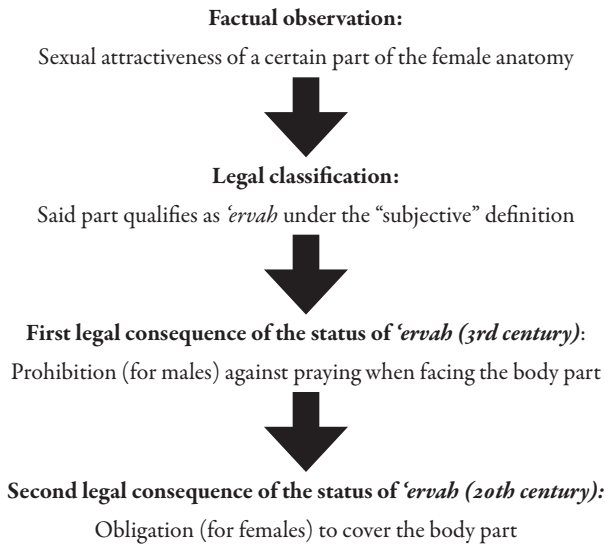 Factual observation:
Sexual attractiveness of a certain part of the female anatomy
Legal classification:
Said part qualifies as ‘ervah under the “subjective” definition
First legal consequence of the status of ‘ervah (3rd century):
Prohibition (for males) against praying when facing the body part
Second legal consequence of the status of ‘ervah (20th century):
Obligation (for females) to cover the body part